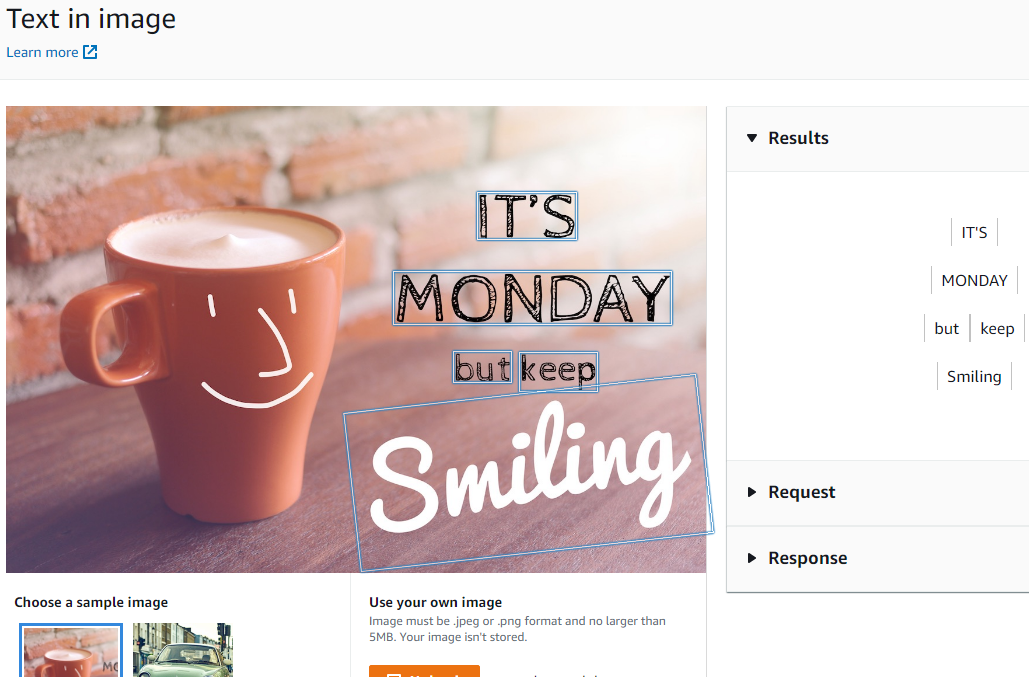 Text in image
Learn more
IT'S
MONDAY
but keep
Smiling
Results
IT'S
MONDAY
but keep
Smiling
Request
Response
Choose a sample image
Use your own image
Image must be .jpeg or .png format and no larger than
5MB. Your image isn't stored.